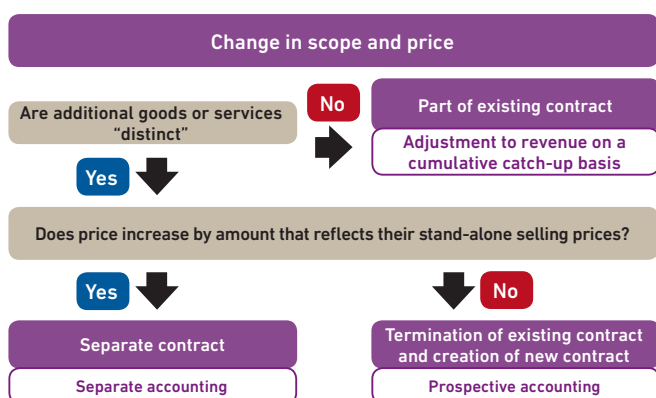 Change in scope and price
Are additional goods or services
“distinct”
No
Part of existing contract
Adjustment to revenue on a
cumulative catch-up basis
Yes
Does price increase by amount that reflects their stand-alone selling prices?
Yes
No
Separate contract
Separate accounting
Termination of existing contract
and creation of new contract
Prospective accounting